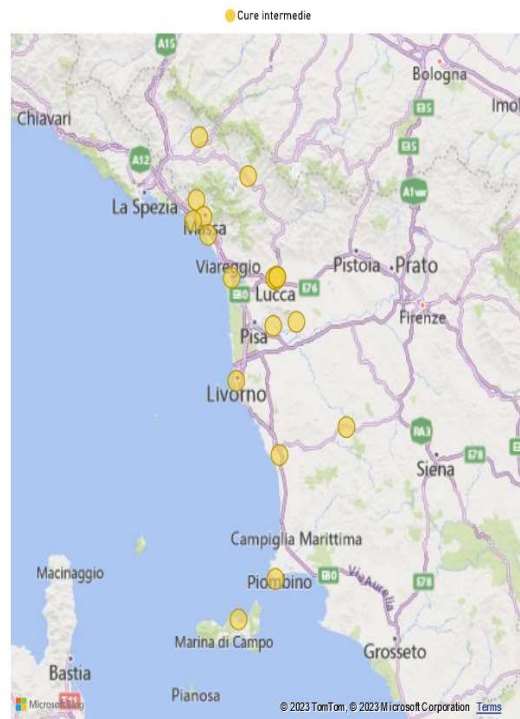 Cure intermedie
A15
Bologna
E35
Chiavari
E35
A12
A1var
La Spezia
Massa
Viareggio
Pistoia
Prato
E80
Lucca
E76
Firenze
Pisa
Livorno
RA3
E78
Siena
Campiglia Marittima
Macinaggio
Piombino
E80
Via Aurelia
E78
Marina di Campo
Grosseto
Bastia
Pianosa
T11
Microsoft Bing
© 2023 TomTom, © 2023 Microsoft Corporation Terms